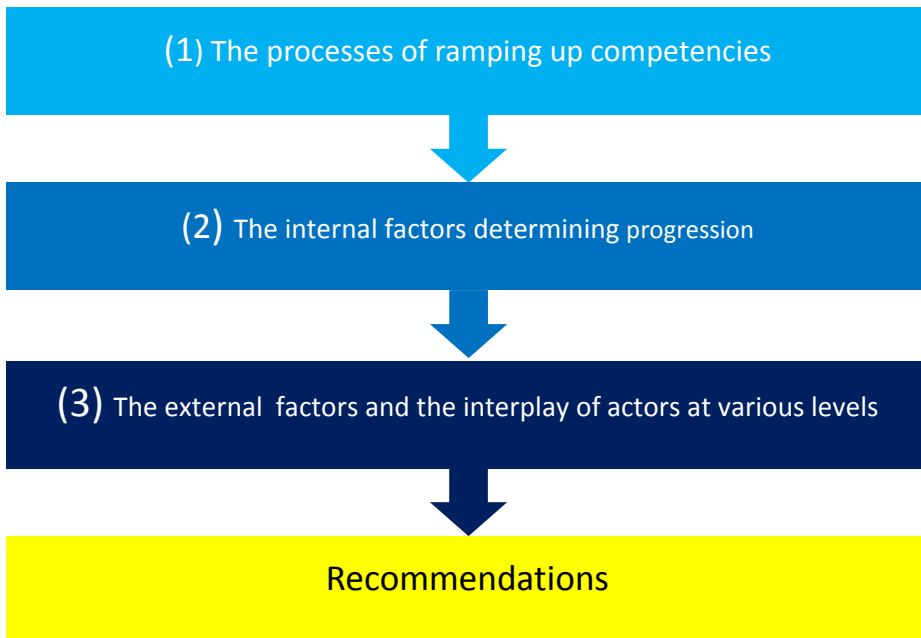 (1) The processes of ramping up competencies
(2) The internal factors determining progression
(3) The external factors and the interplay of actors at various levels
Recommendations